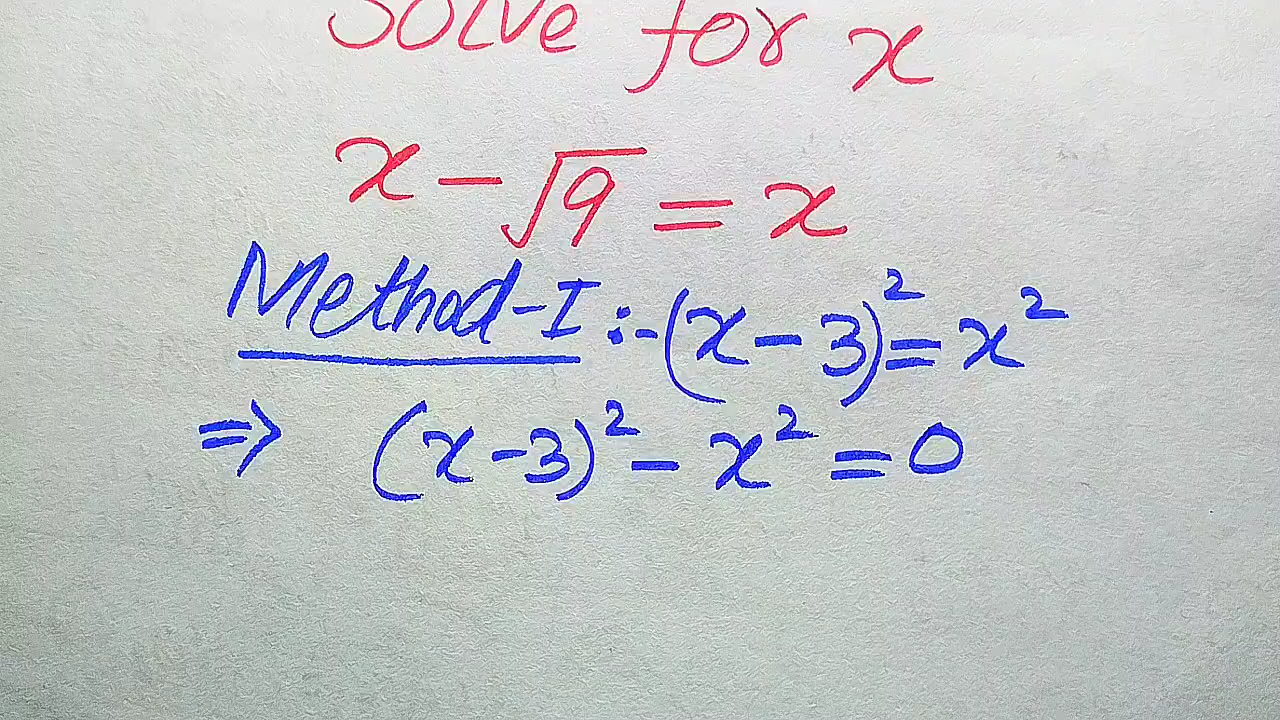 Solve for x
x - √9 = x
Method-I :- (x - 3)² = x²
⇒ (x - 3)² - x² = 0